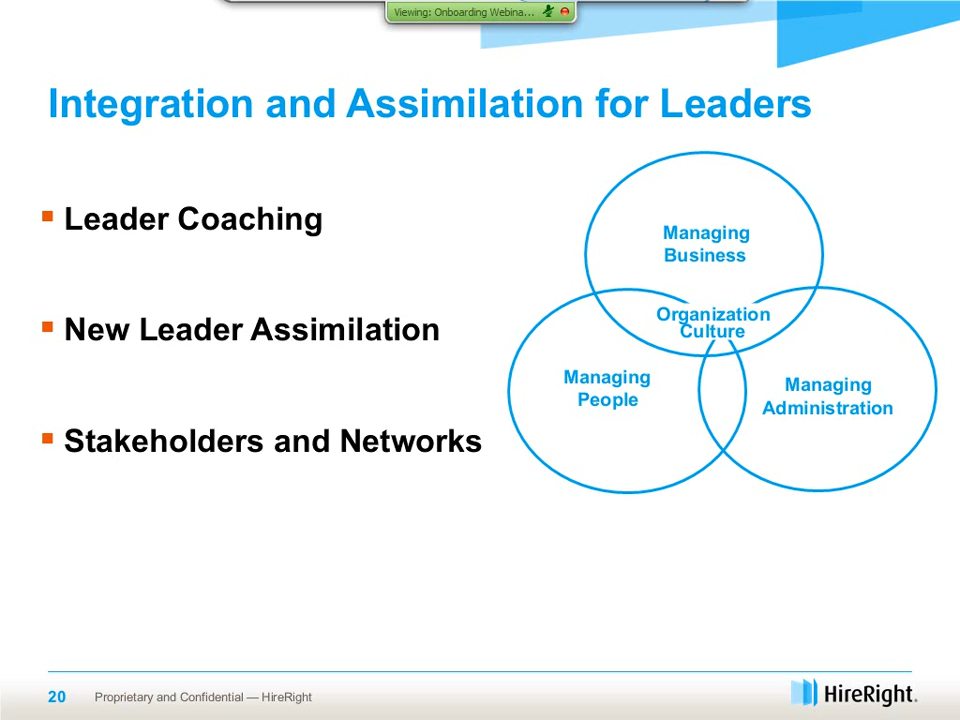 Viewing: Onboarding Webina...
Integration and Assimilation for Leaders
Leader Coaching
New Leader Assimilation
Stakeholders and Networks
Managing
Business
Organization
Culture
Managing
People
Managing
Administration
20
Proprietary and Confidential — HireRight
HireRight.